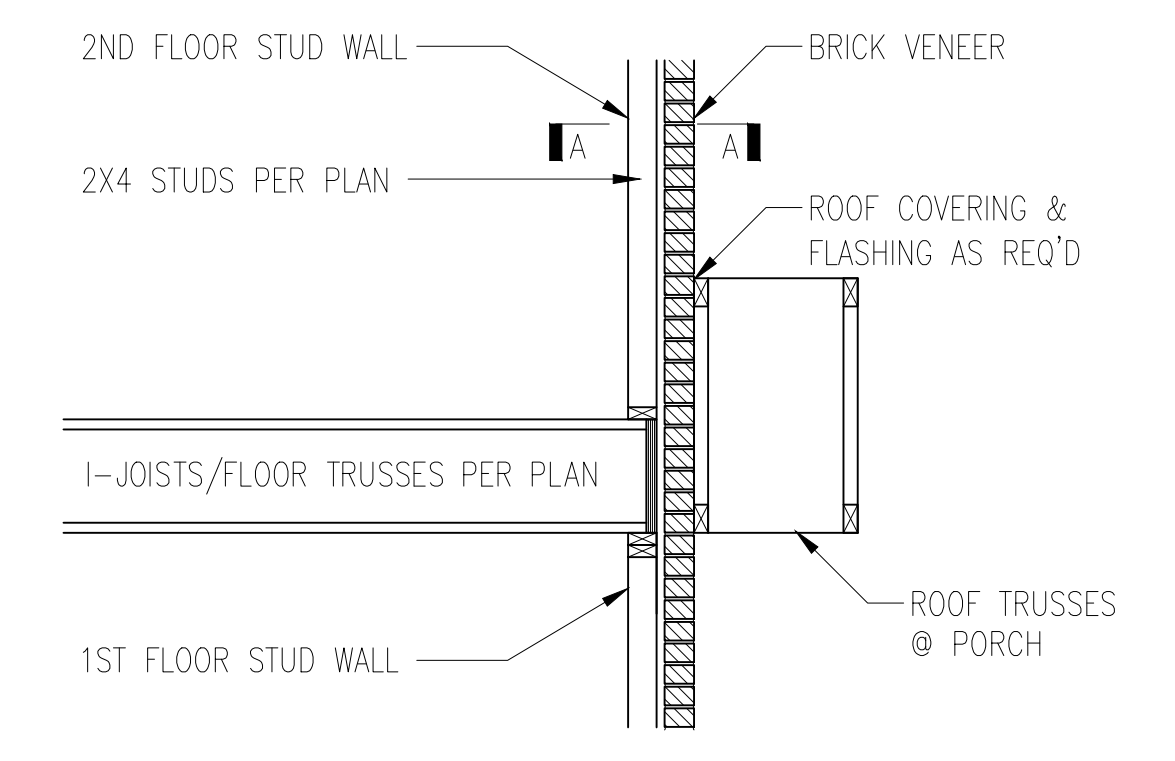 2ND FLOOR STUD WALL
BRICK VENEER
A
A
2X4 STUDS PER PLAN
ROOF COVERING &
FLASHING AS REQ'D
I-JOISTS/FLOOR TRUSSES PER PLAN
ROOF TRUSSES
@ PORCH
1ST FLOOR STUD WALL